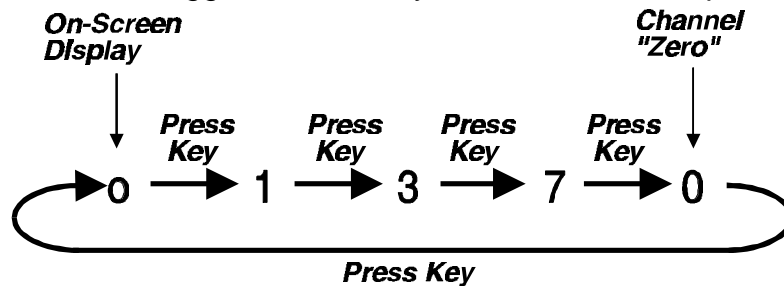 On-Screen
Display
Channel
"Zero"
Press
Key
Press
Key
Press
Key
Press
Key
o 1 3 7 0
Press Key